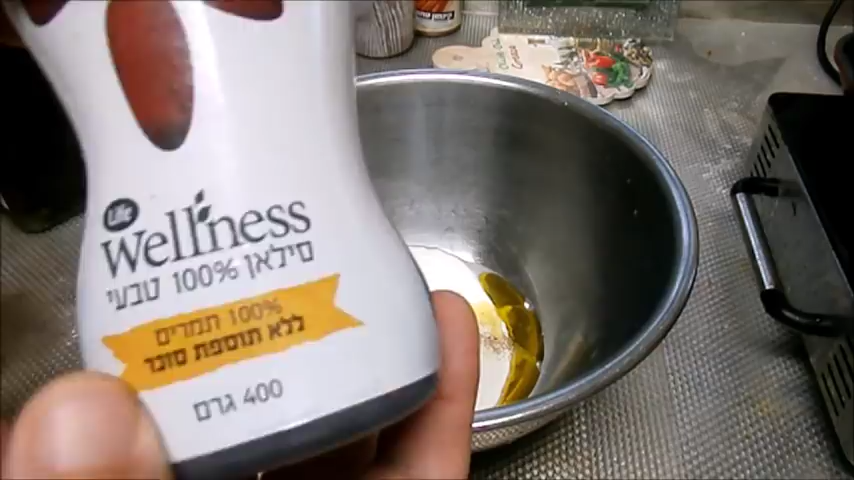 Life
Wellness
סילאן 100%
טבעי
100% תמרים
ללא תוספת סוכר
400 גרם